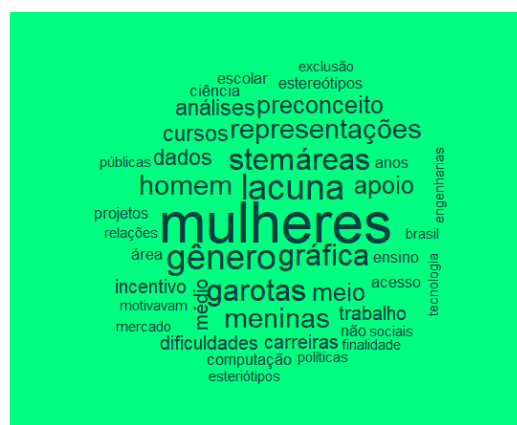 exclusão
escolar estereótipos
ciência
análises preconceito
cursos representações
públicas dados stemáreas anos
homem lacuna apoio
engenharias
projetos mulheres
relações brasil
área gênero gráfica ensino
tecnologia
incentivo médio garotas meio acesso
motivavam meninas trabalho
mercado não sociais
dificuldades carreiras finalidade
computação políticas
esteriótipos